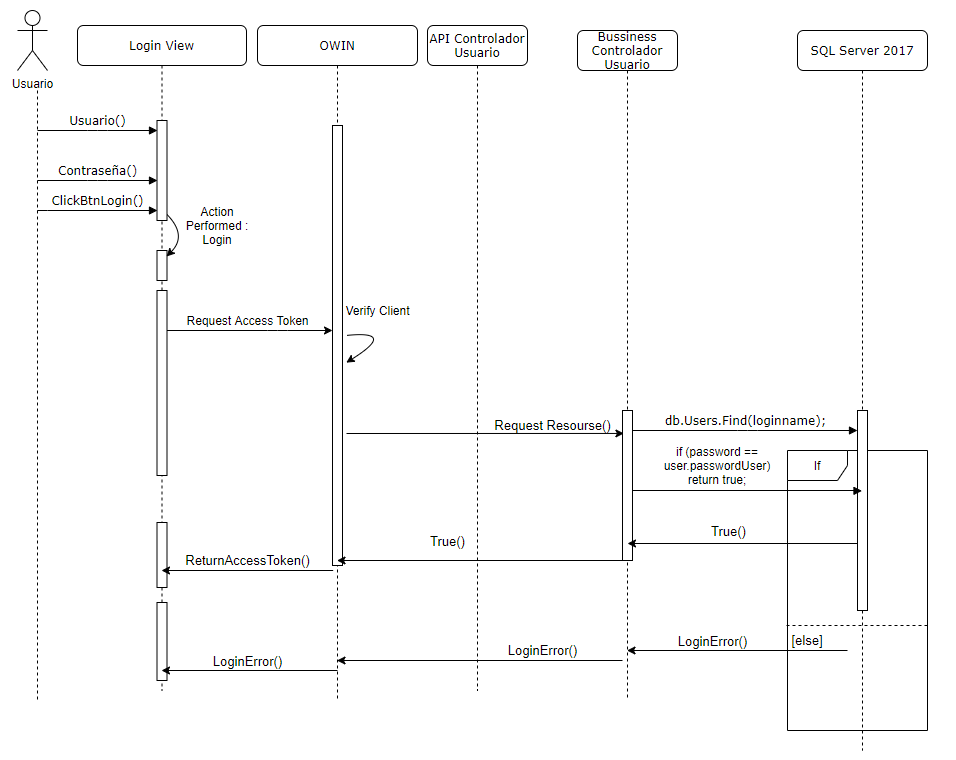 Usuario
Login View
OWIN
API Controlador
Usuario
Bussiness
Controlador
Usuario
SQL Server 2017
Usuario()
Contraseña()
ClickBtnLogin()
Action
Performed :
Login
Request Access Token
Verify Client
Request Resourse()
db.Users.Find(loginname);
if (password ==
user.passwordUser)
return true;
If
True()
True()
ReturnAccessToken()
[else]
LoginError()
LoginError()
LoginError()